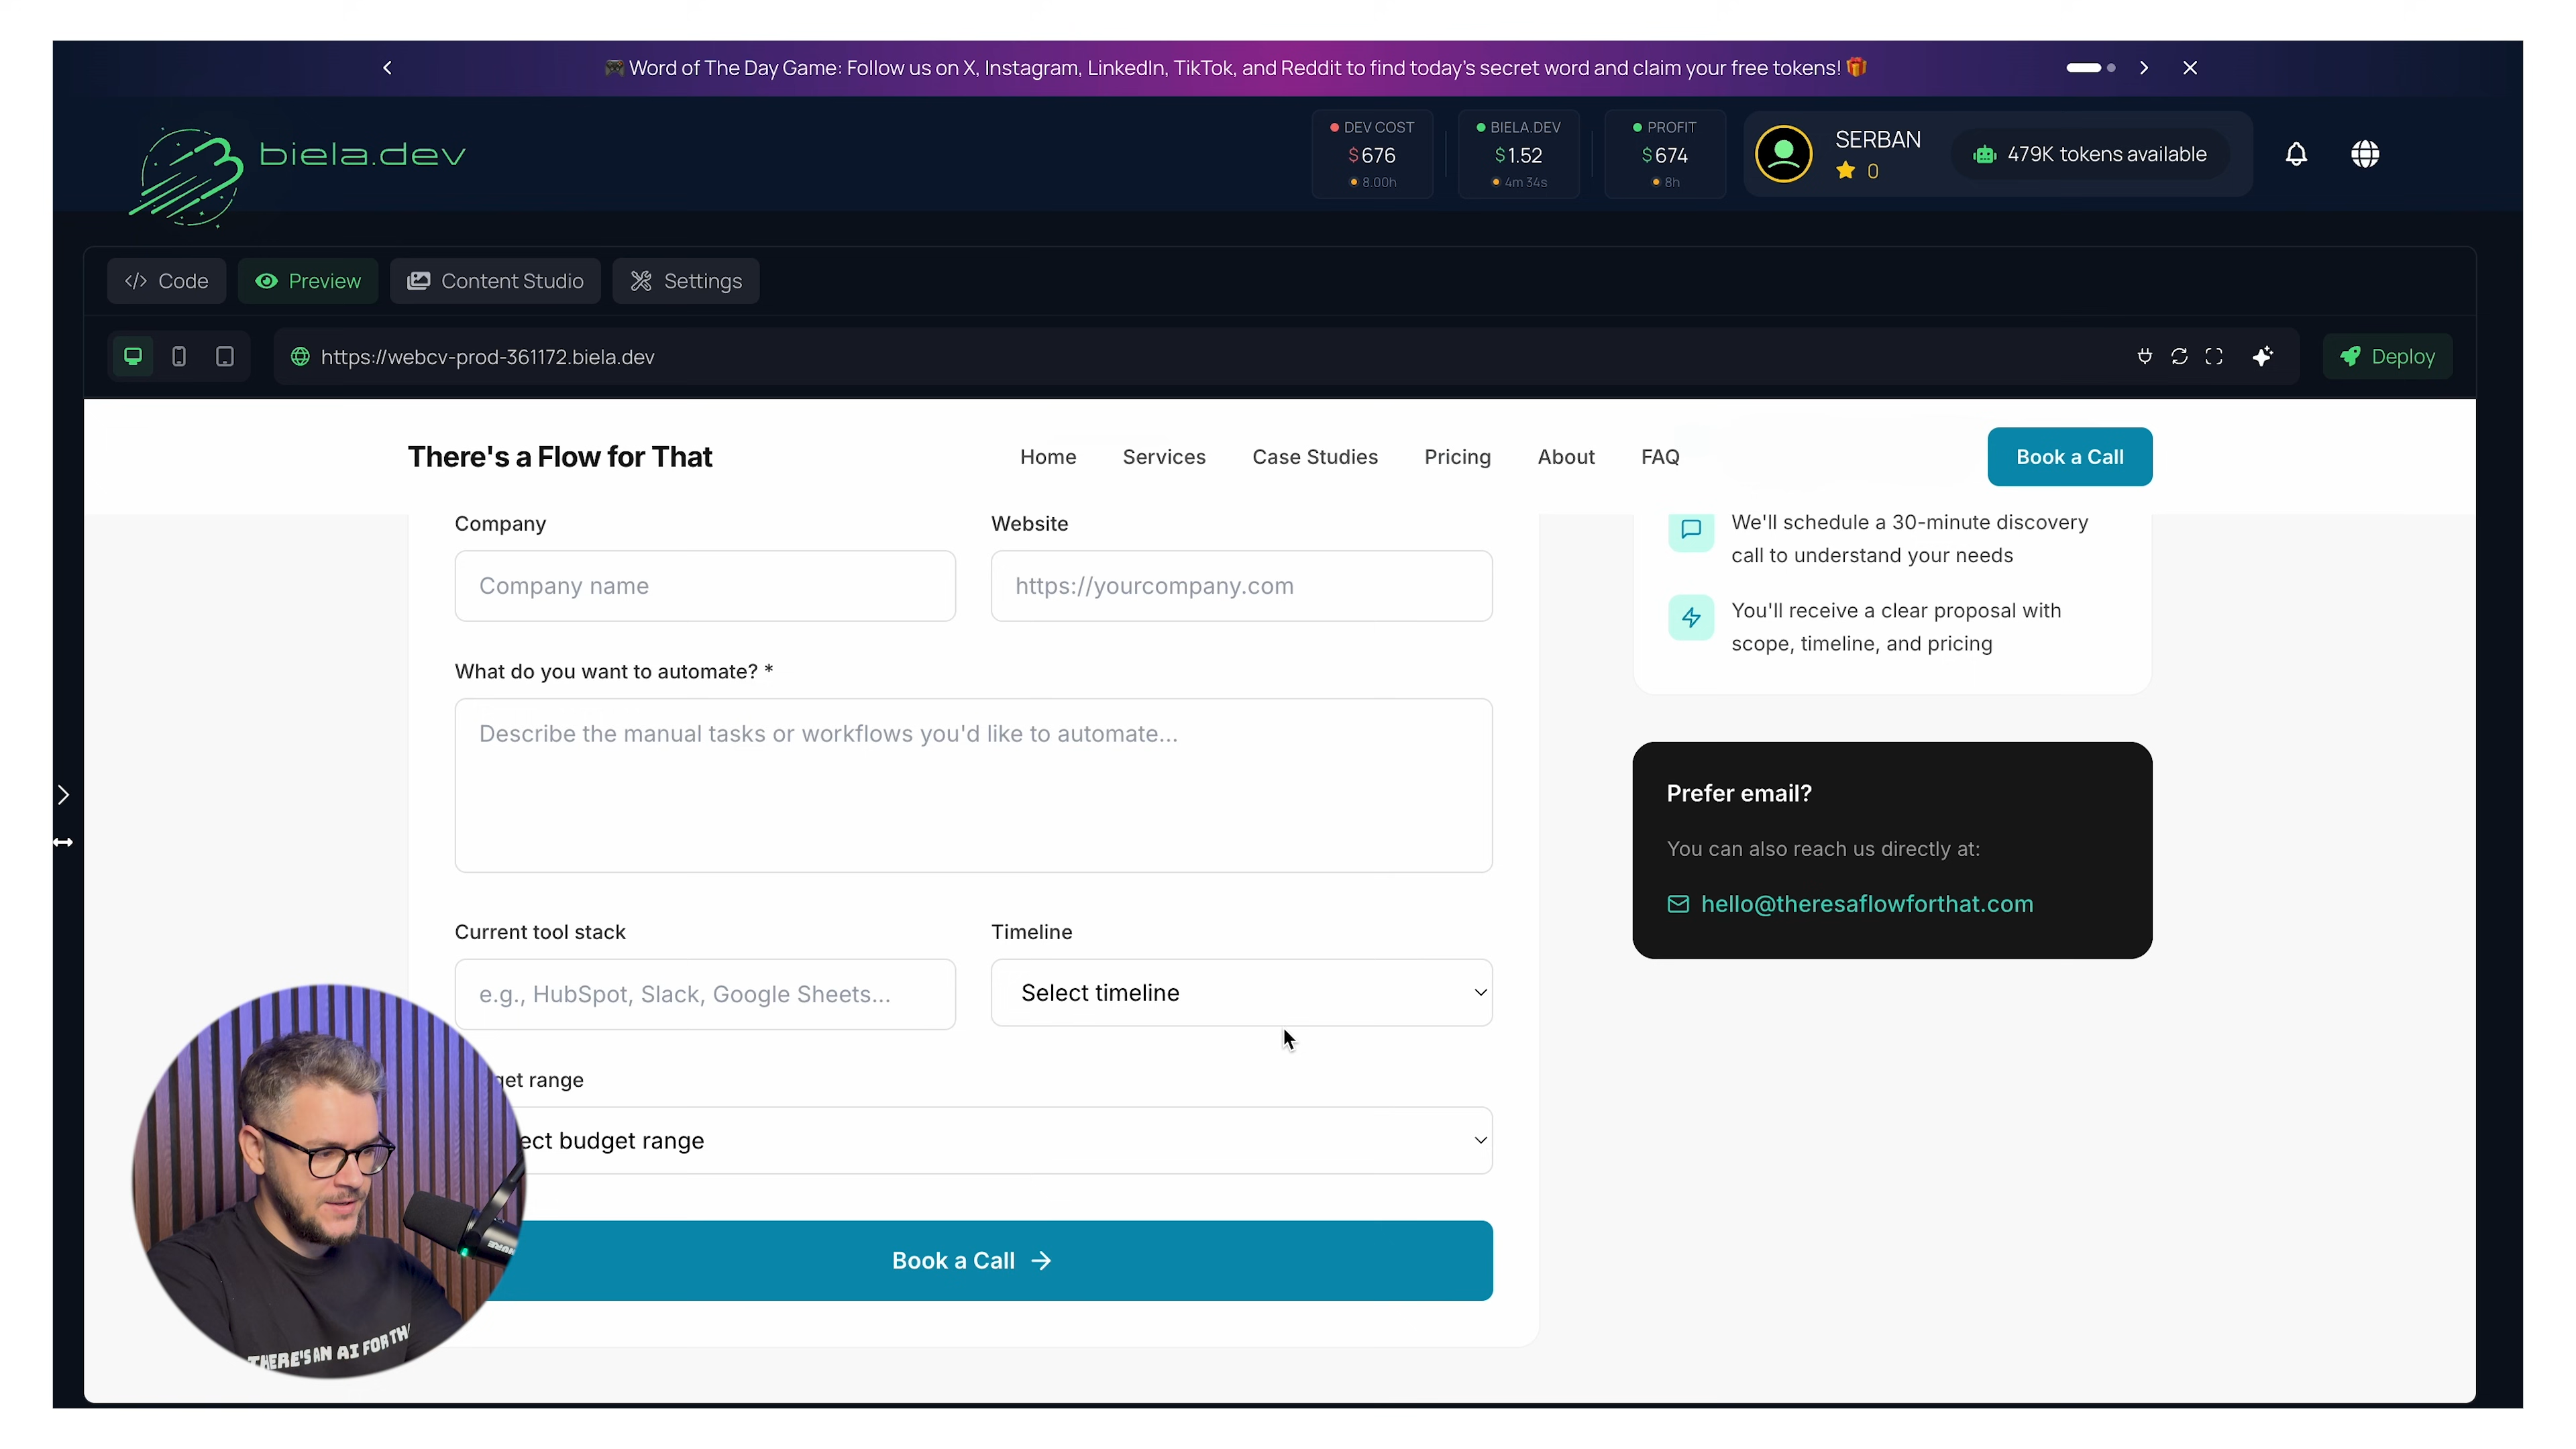 🎮 Word of The Day Game: Follow us on X, Instagram, LinkedIn, TikTok, and Reddit to find today's secret word and claim your free tokens! 🎁
biela.dev
DEV COST
$676
8.00h
BIELA.DEV
$1.52
4m 34s
PROFIT
$674
8h
SERBAN
0
479K tokens available
Code
Preview
Content Studio
Settings
https://webcv-prod-361172.biela.dev
Deploy
There's a Flow for That
Home
Services
Case Studies
Pricing
About
FAQ
Book a Call
Company
Website
Company name
https://yourcompany.com
What do you want to automate? *
Describe the manual tasks or workflows you'd like to automate...
Current tool stack
Timeline
e.g., HubSpot, Slack, Google Sheets...
Select timeline
get range
ect budget range
Book a Call
We'll schedule a 30-minute discovery
call to understand your needs
You'll receive a clear proposal with
scope, timeline, and pricing
Prefer email?
You can also reach us directly at:
hello@theresaflowforthat.com
THERE'S AN AI FOR TH